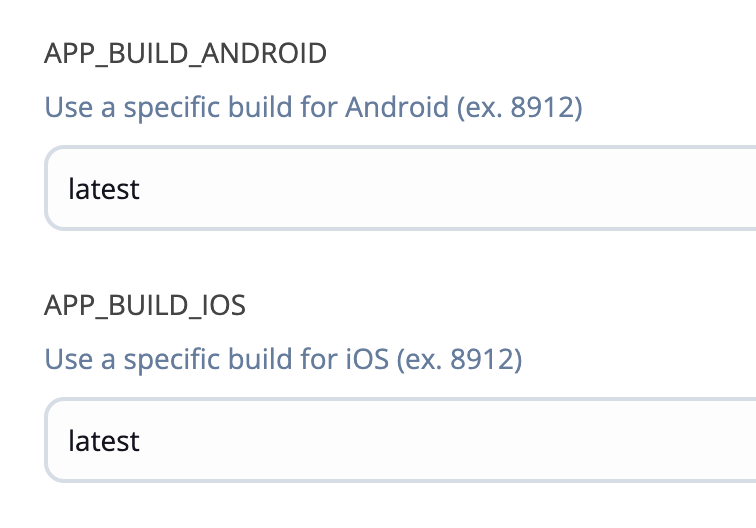 APP_BUILD_ANDROID
Use a specific build for Android (ex. 8912)
latest
APP_BUILD_IOS
Use a specific build for iOS (ex. 8912)
latest